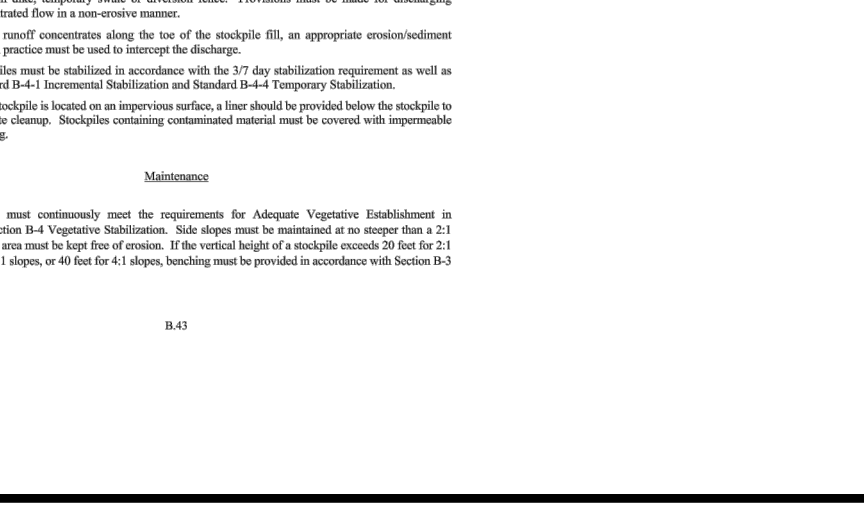 trated flow in a non-erosive manner.
runoff concentrates along the toe of the stockpile fill, an appropriate erosion/sediment
practice must be used to intercept the discharge.
iles must be stabilized in accordance with the 3/7 day stabilization requirement as well as
rd B-4-1 Incremental Stabilization and Standard B-4-4 Temporary Stabilization.
tockpile is located on an impervious surface, a liner should be provided below the stockpile to
te cleanup. Stockpiles containing contaminated material must be covered with impermeable
g.
Maintenance
must continuously meet the requirements for Adequate Vegetative Establishment in
ction B-4 Vegetative Stabilization. Side slopes must be maintained at no steeper than a 2:1
area must be kept free of erosion. If the vertical height of a stockpile exceeds 20 feet for 2:1
1 slopes, or 40 feet for 4:1 slopes, benching must be provided in accordance with Section B-3
B.43